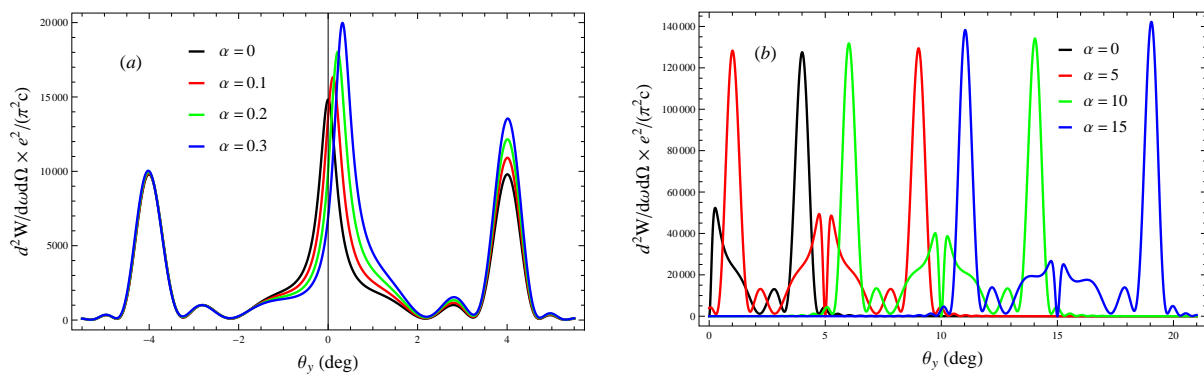 (a)
α = 0
α = 0.1
α = 0.2
α = 0.3
d²W/dωdΩ × e²/(π²c)
20000
15000
10000
5000
0
-4 -2 0 2 4
θy (deg)
(b)
α = 0
α = 5
α = 10
α = 15
d²W/dωdΩ × e²/(π²c)
140000
120000
100000
80000
60000
40000
20000
0
0 5 10 15 20
θy (deg)